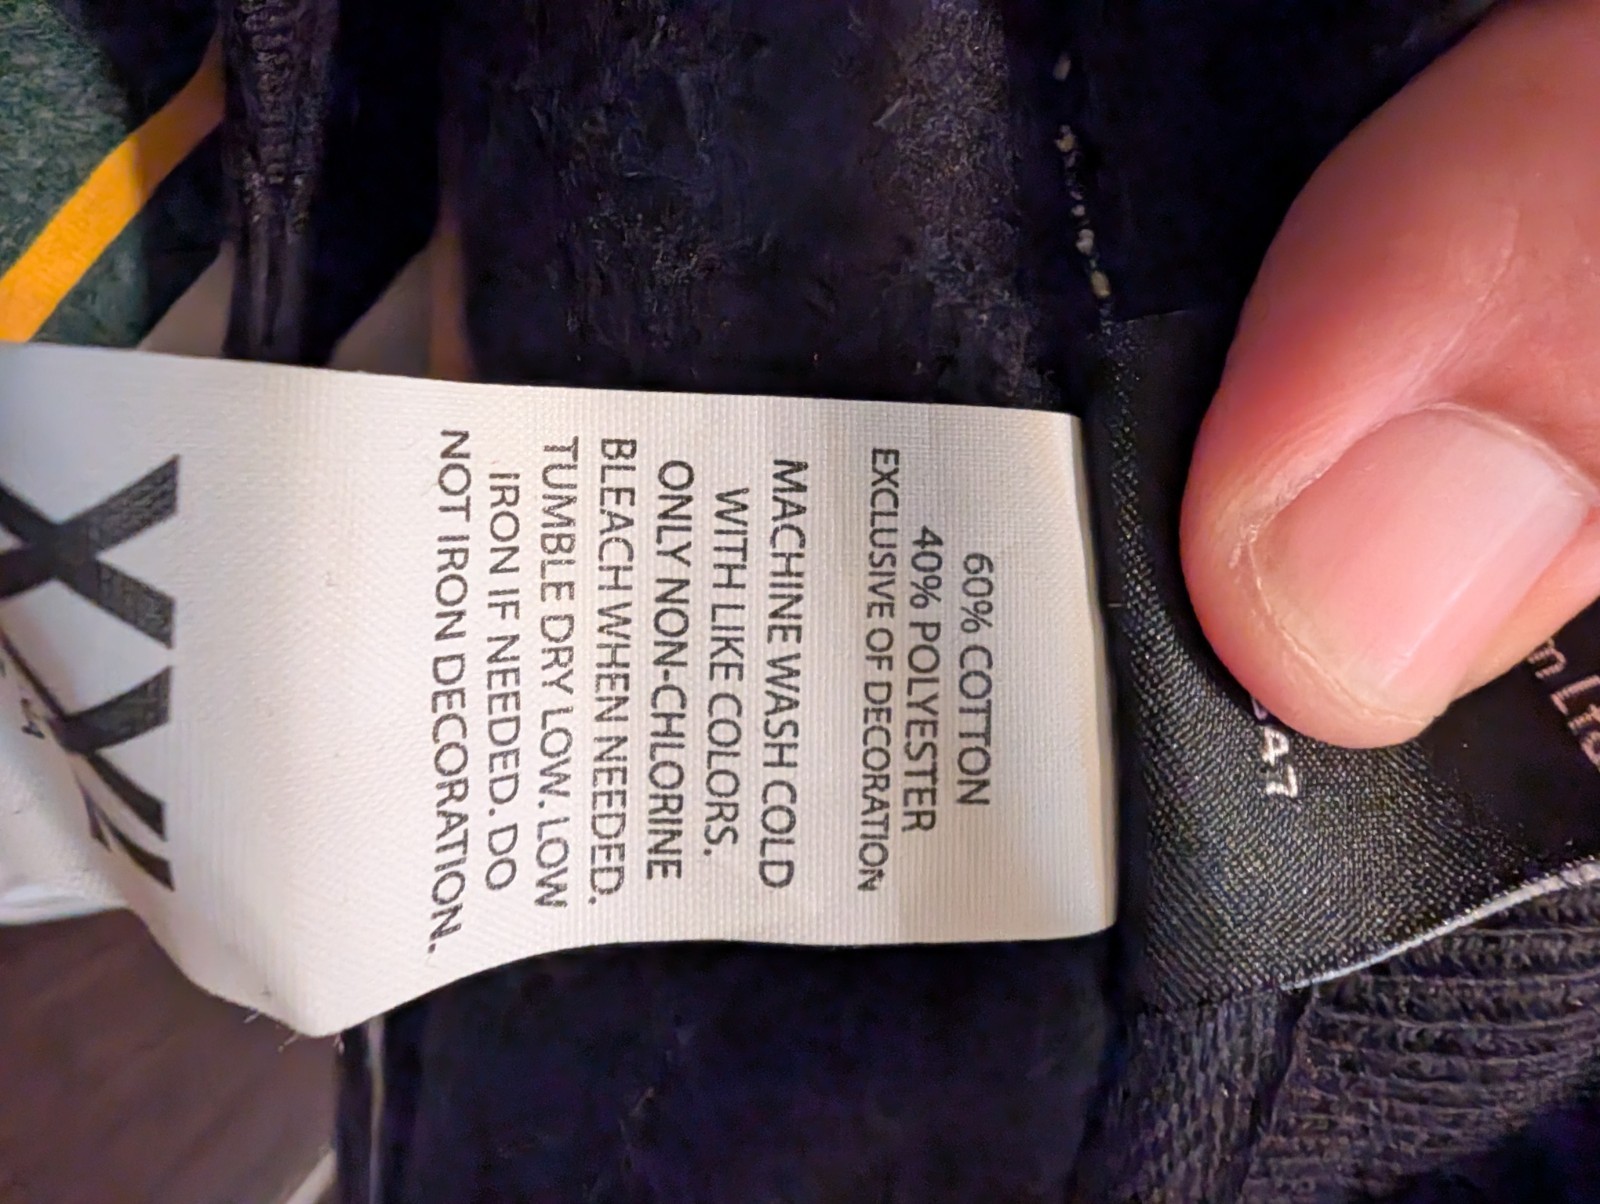 60% COTTON
40% POLYESTER
EXCLUSIVE OF DECORATION
MACHINE WASH COLD
WITH LIKE COLORS.
ONLY NON-CHLORINE
BLEACH WHEN NEEDED.
TUMBLE DRY LOW. LOW
IRON IF NEEDED. DO
NOT IRON DECORATION.